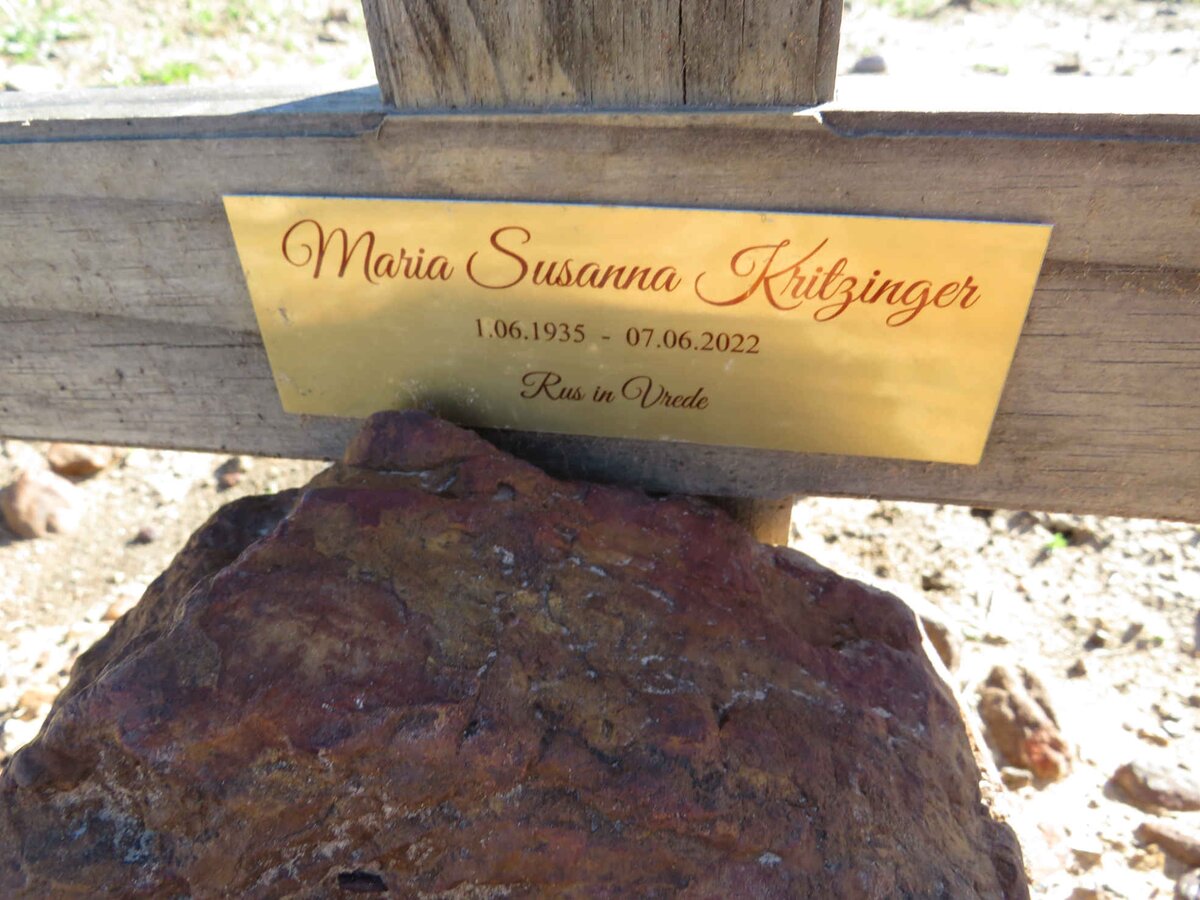 Maria Susanna Kritzinger
1.06.1935 - 07.06.2022
Rus in Vrede